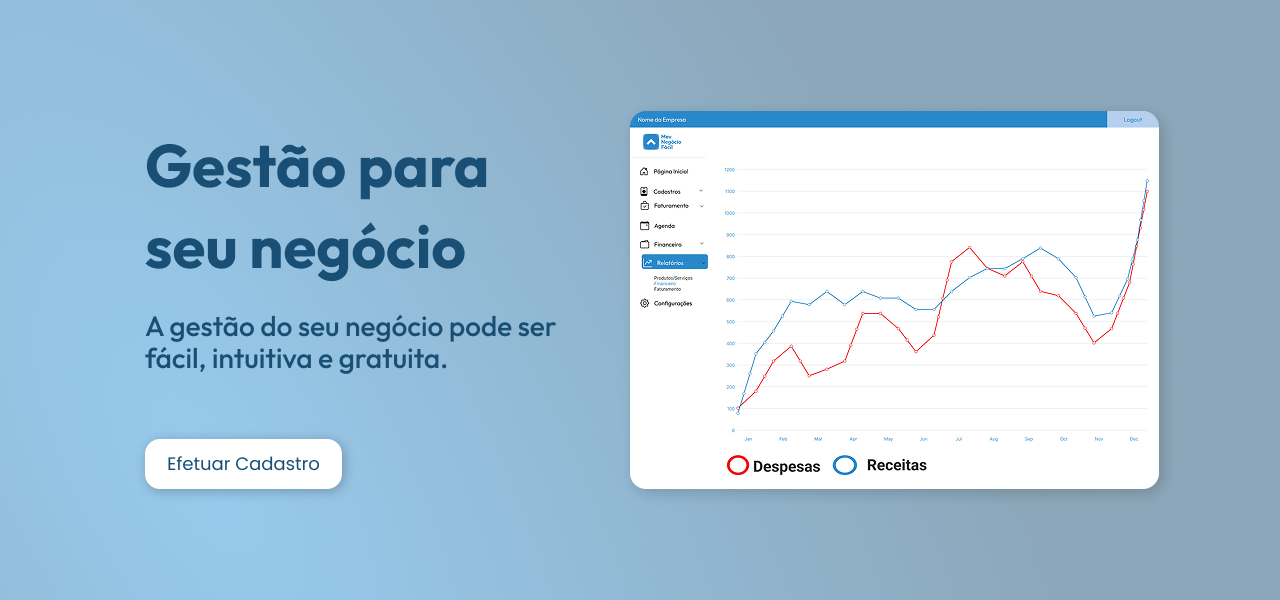 Gestão para
seu negócio
A gestão do seu negócio pode ser
fácil, intuitiva e gratuita.
Efetuar Cadastro
Nome da Empresa
Logout
Meu
Negócio
Fácil
Página Inicial
Cadastros
Faturamento
Agenda
Financeiro
Relatórios
Produtos/Serviços
Financeiro
Faturamento
Configurações
1200
1100
1000
900
800
700
600
500
400
300
200
100
0
Jan Feb Mar Apr May Jun Jul Aug Sep Oct Nov Dec
Despesas Receitas